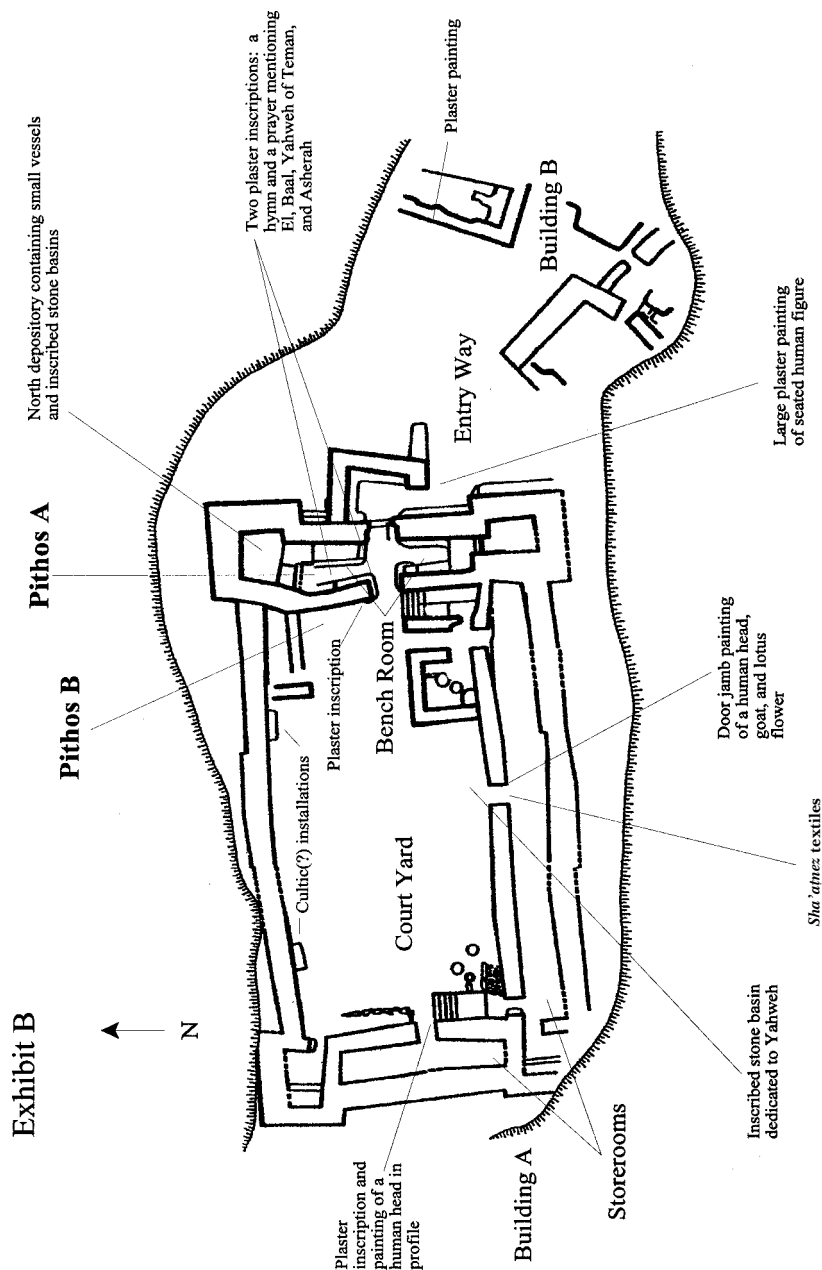 Exhibit B
N
Pithos A
Pithos B
North depository containing small vessels
and inscribed stone basins
Two plaster inscriptions: a
hymn and a prayer mentioning
El, Baal, Yahweh of Teman,
and Asherah
Plaster painting
Cultic(?) installations
Plaster inscription
Bench Room
Court Yard
Entry Way
Building B
Plaster
inscription and
painting of a
human head in
profile
Building A
Storerooms
Inscribed stone basin
dedicated to Yahweh
Sha'atnez textiles
Door jamb painting
of a human head,
goat, and lotus
flower
Large plaster painting
of seated human figure